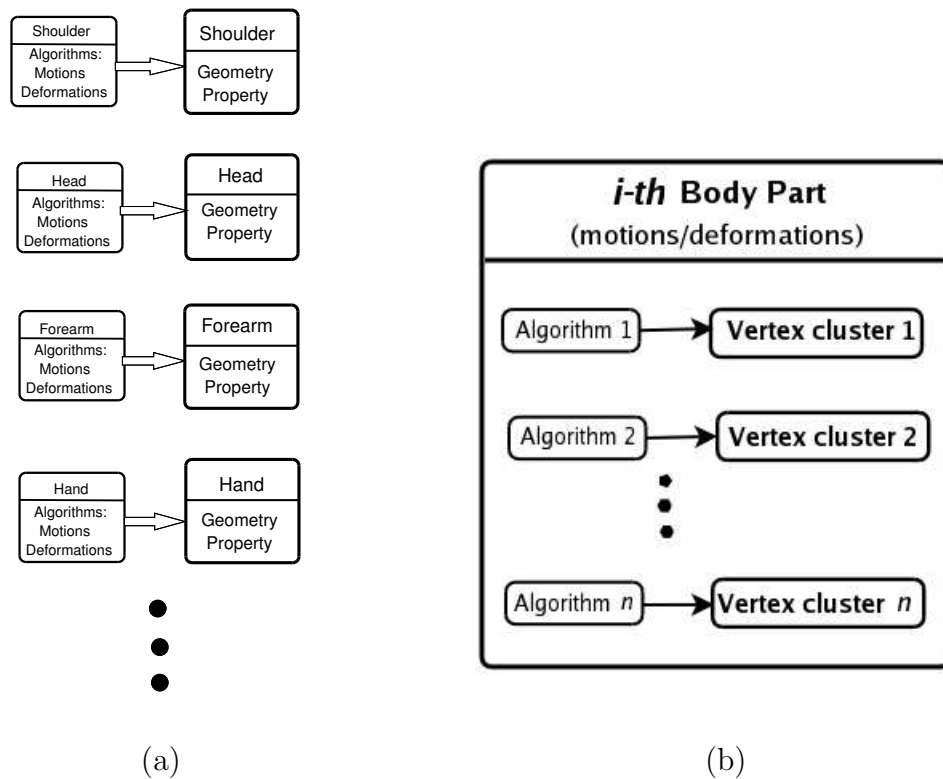 Shoulder
Algorithms:
Motions
Deformations
Shoulder
Geometry
Property
Head
Algorithms:
Motions
Deformations
Head
Geometry
Property
Forearm
Algorithms:
Motions
Deformations
Forearm
Geometry
Property
Hand
Algorithms:
Motions
Deformations
Hand
Geometry
Property
(a)
i-th Body Part
(motions/deformations)
Algorithm 1
Vertex cluster 1
Algorithm 2
Vertex cluster 2
Algorithm n
Vertex cluster n
(b)